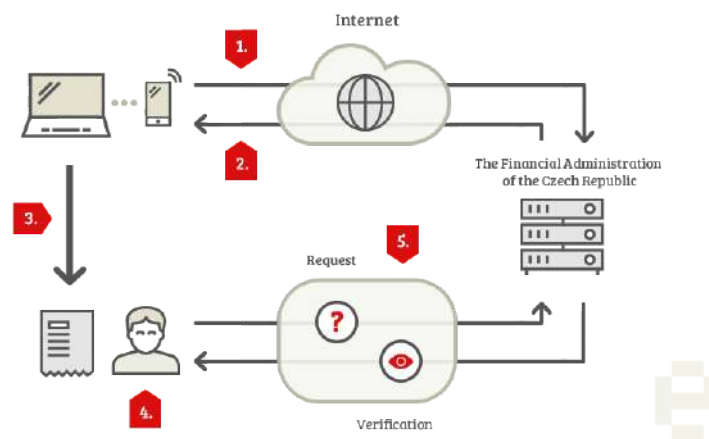 Internet
1.
2.
The Financial Administration
of the Czech Republic
3.
5.
Request
?
4.
Verification